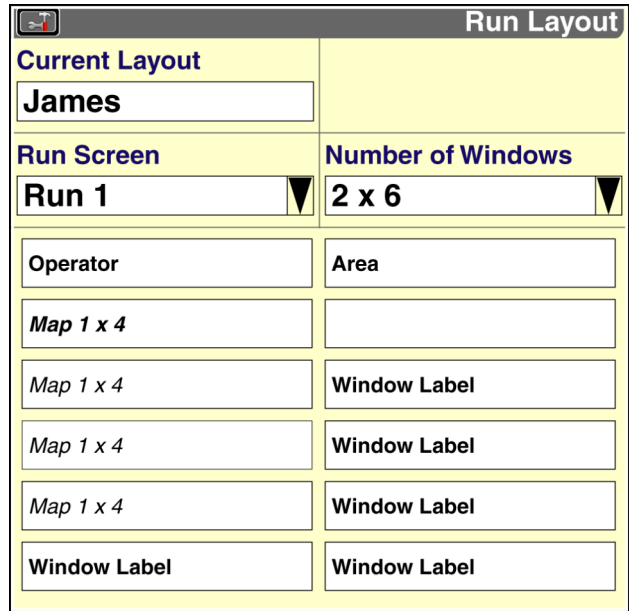 Run Layout
Current Layout
James
Run Screen
Number of Windows
Run 1
2 x 6
Operator
Area
Map 1 x 4
Map 1 x 4
Window Label
Map 1 x 4
Window Label
Map 1 x 4
Window Label
Window Label
Window Label